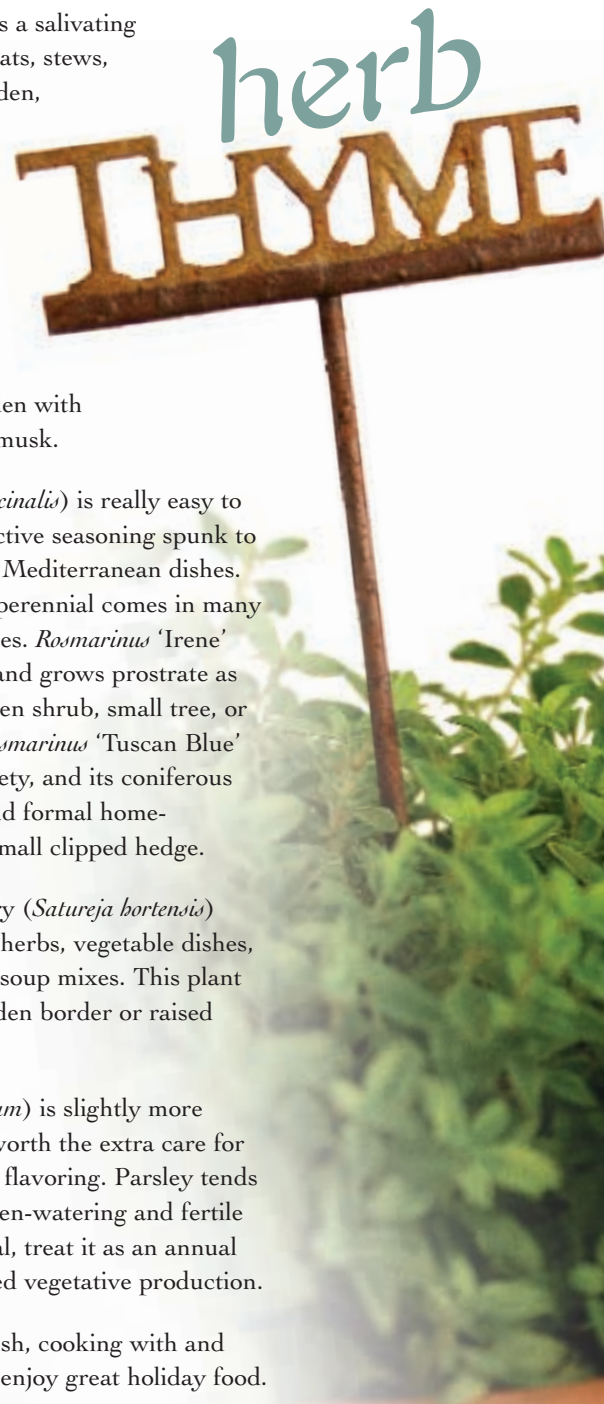 s a salivating
ats, stews,
den,
herb
THYME
en with
musk.
cinalis) is really easy to
ctive seasoning spunk to
Mediterranean dishes.
perennial comes in many
es. Rosmarinus ‘Irene’
and grows prostrate as
en shrub, small tree, or
smarinus ‘Tuscan Blue’
ety, and its coniferous
d formal home-
mall clipped hedge.
ry (Satureja hortensis)
herbs, vegetable dishes,
soup mixes. This plant
den border or raised
um) is slightly more
worth the extra care for
flavoring. Parsley tends
en-watering and fertile
al, treat it as an annual
ed vegetative production.
sh, cooking with and
enjoy great holiday food.